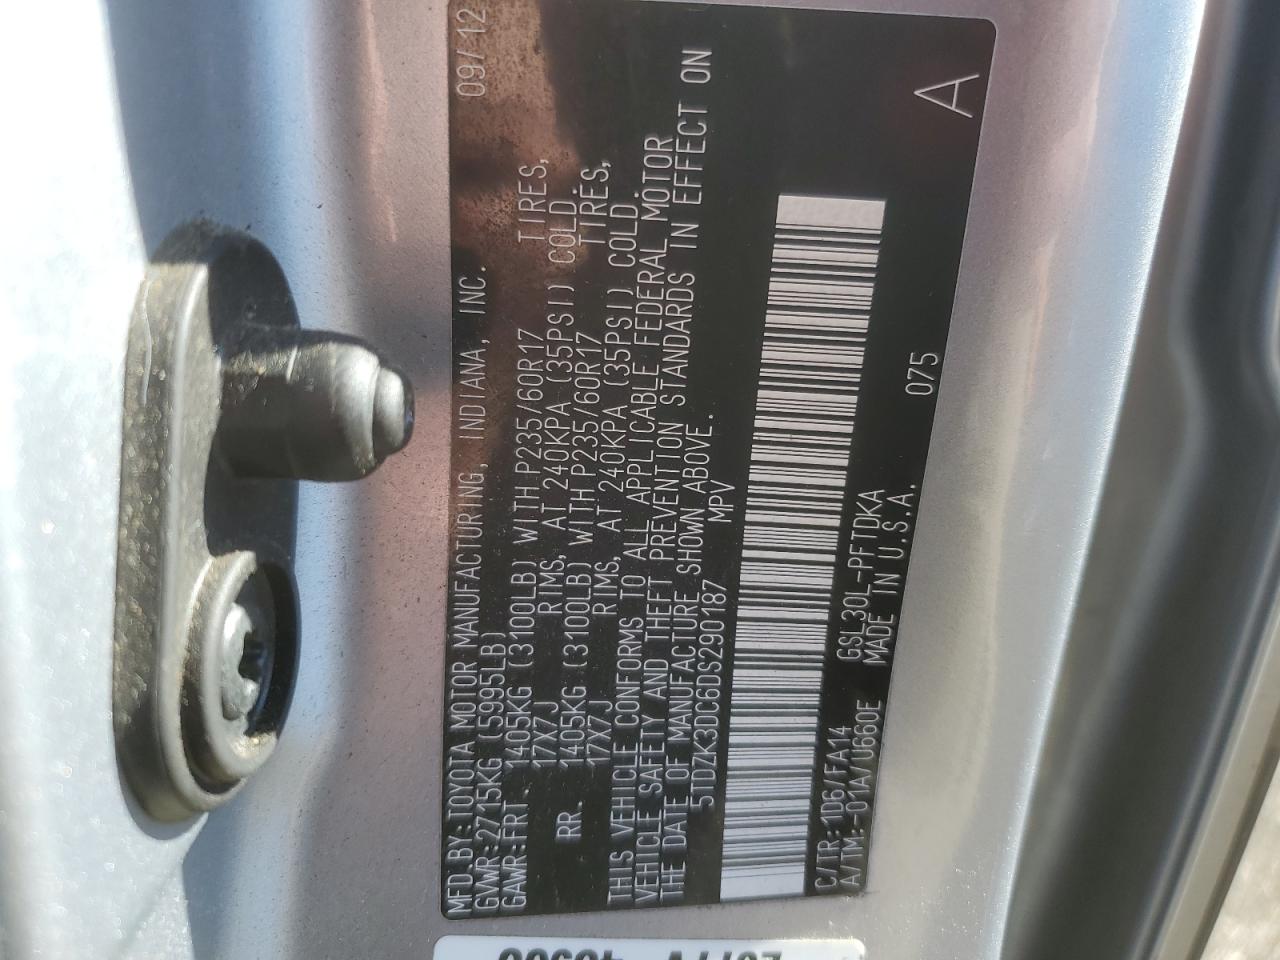 MFD.BY:TOYOTA MOTOR MANUFACTURING, INDIANA, INC. 09/12
GVWR:2715KG (5995LB)
GAWR:FRT. 1405KG (3100LB) WITH P235/60R17 TIRES,
17X7J RIMS, AT 240KPA (35PSI) COLD.
RR. 1405KG (3100LB) WITH P235/60R17 TIRES,
17X7J RIMS, AT 240KPA (35PSI) COLD.
THIS VEHICLE CONFORMS TO ALL APPLICABLE FEDERAL MOTOR
VEHICLE SAFETY AND THEFT PREVENTION STANDARDS IN EFFECT ON
THE DATE OF MANUFACTURE SHOWN ABOVE.
5TDZK3DC6DS290187 MPV
C/TR:1D6/FA14 GSL30L-PFTDKA 075 A
A/TM:-01A/U660E MADE IN U.S.A.